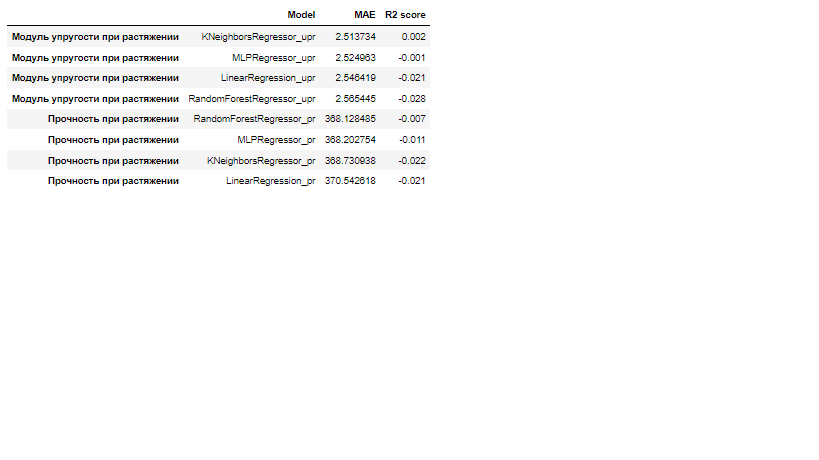 Model MAE R2 score
Модуль упругости при растяжении KNeighborsRegressor_upr 2.513734 0.002
Модуль упругости при растяжении MLPRegressor_upr 2.524963 -0.001
Модуль упругости при растяжении LinearRegression_upr 2.546419 -0.021
Модуль упругости при растяжении RandomForestRegressor_upr 2.565445 -0.028
Прочность при растяжении RandomForestRegressor_pr 368.128485 -0.007
Прочность при растяжении MLPRegressor_pr 368.202754 -0.011
Прочность при растяжении KNeighborsRegressor_pr 368.730938 -0.022
Прочность при растяжении LinearRegression_pr 370.542618 -0.021